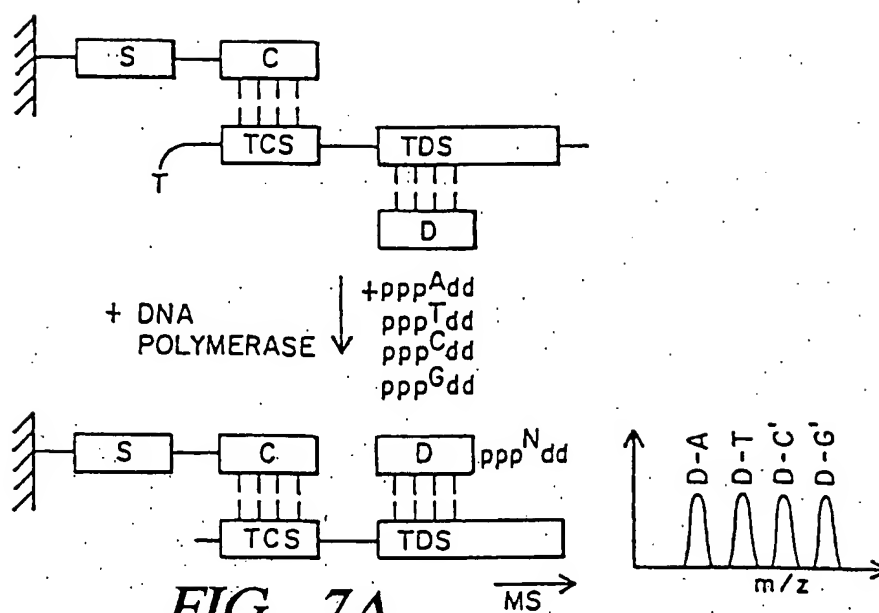 S
C
TCS
TDS
T
D
+ DNA
POLYMERASE
+pppAdd
pppTdd
pppCdd
pppGdd
S
C
D
pppNdd
TCS
TDS
D-A
D-T
D-C'
D-G'
m/z
MS
FIG. 7A